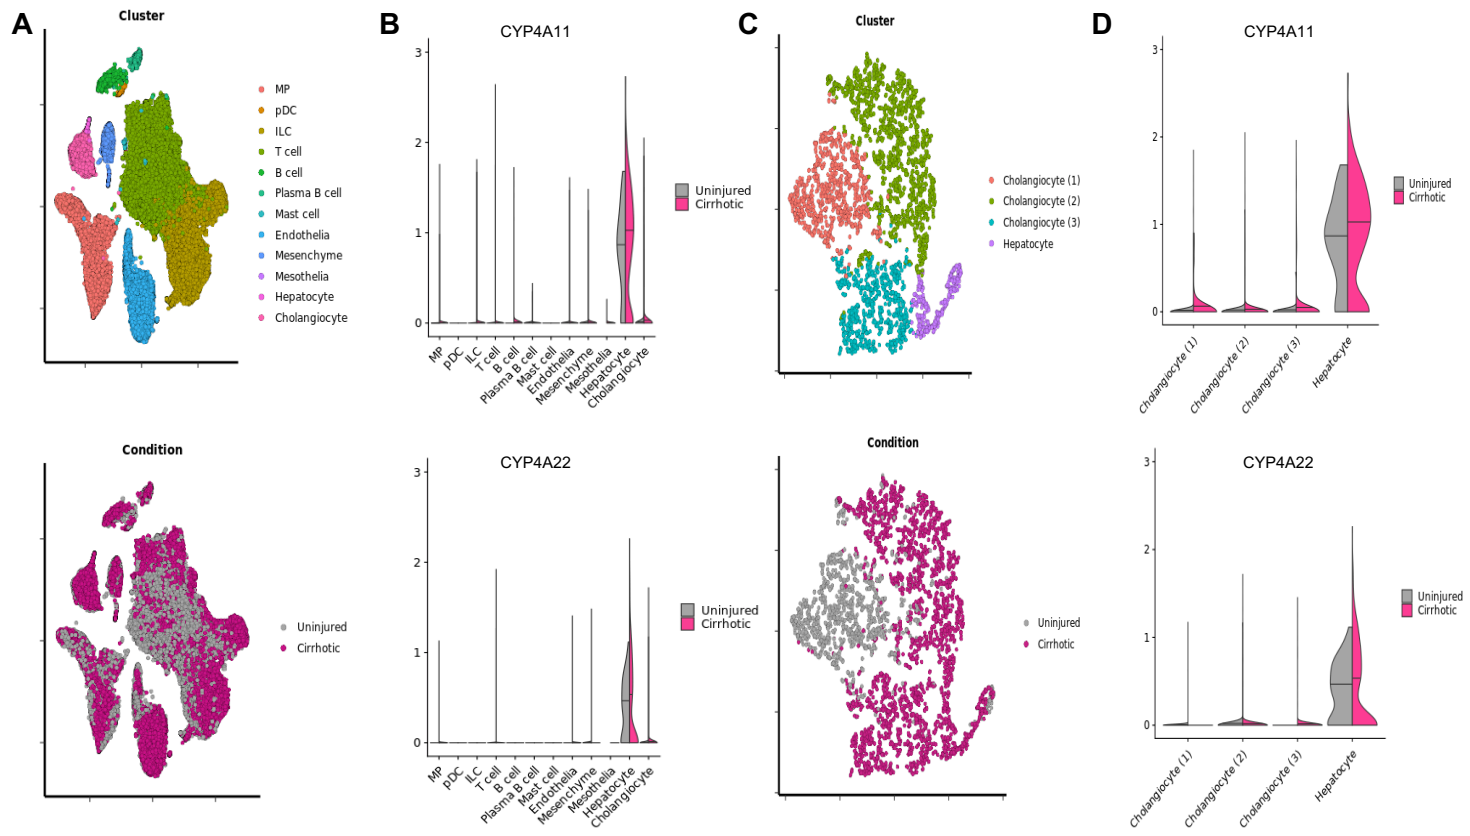 A
Cluster
MP
pDC
ILC
T cell
B cell
Plasma B cell
Mast cell
Endothelia
Mesenchyme
Mesothelia
Hepatocyte
Cholangiocyte
B
CYP4A11
3
2
1
0
MP
pDC
ILC
T cell
B cell
Plasma B cell
Mast cell
Endothelia
Mesenchyme
Mesothelia
Hepatocyte
Cholangiocyte
Uninjured
Cirrhotic
C
Cluster
Cholangiocyte (1)
Cholangiocyte (2)
Cholangiocyte (3)
Hepatocyte
D
CYP4A11
3
2
1
0
Cholangiocyte (1)
Cholangiocyte (2)
Cholangiocyte (3)
Hepatocyte
Uninjured
Cirrhotic
Condition
Uninjured
Cirrhotic
CYP4A22
3
2
1
0
MP
pDC
ILC
T cell
B cell
Plasma B cell
Mast cell
Endothelia
Mesenchyme
Mesothelia
Hepatocyte
Cholangiocyte
Uninjured
Cirrhotic
Condition
Uninjured
Cirrhotic
CYP4A22
3
2
1
0
Cholangiocyte (1)
Cholangiocyte (2)
Cholangiocyte (3)
Hepatocyte
Uninjured
Cirrhotic